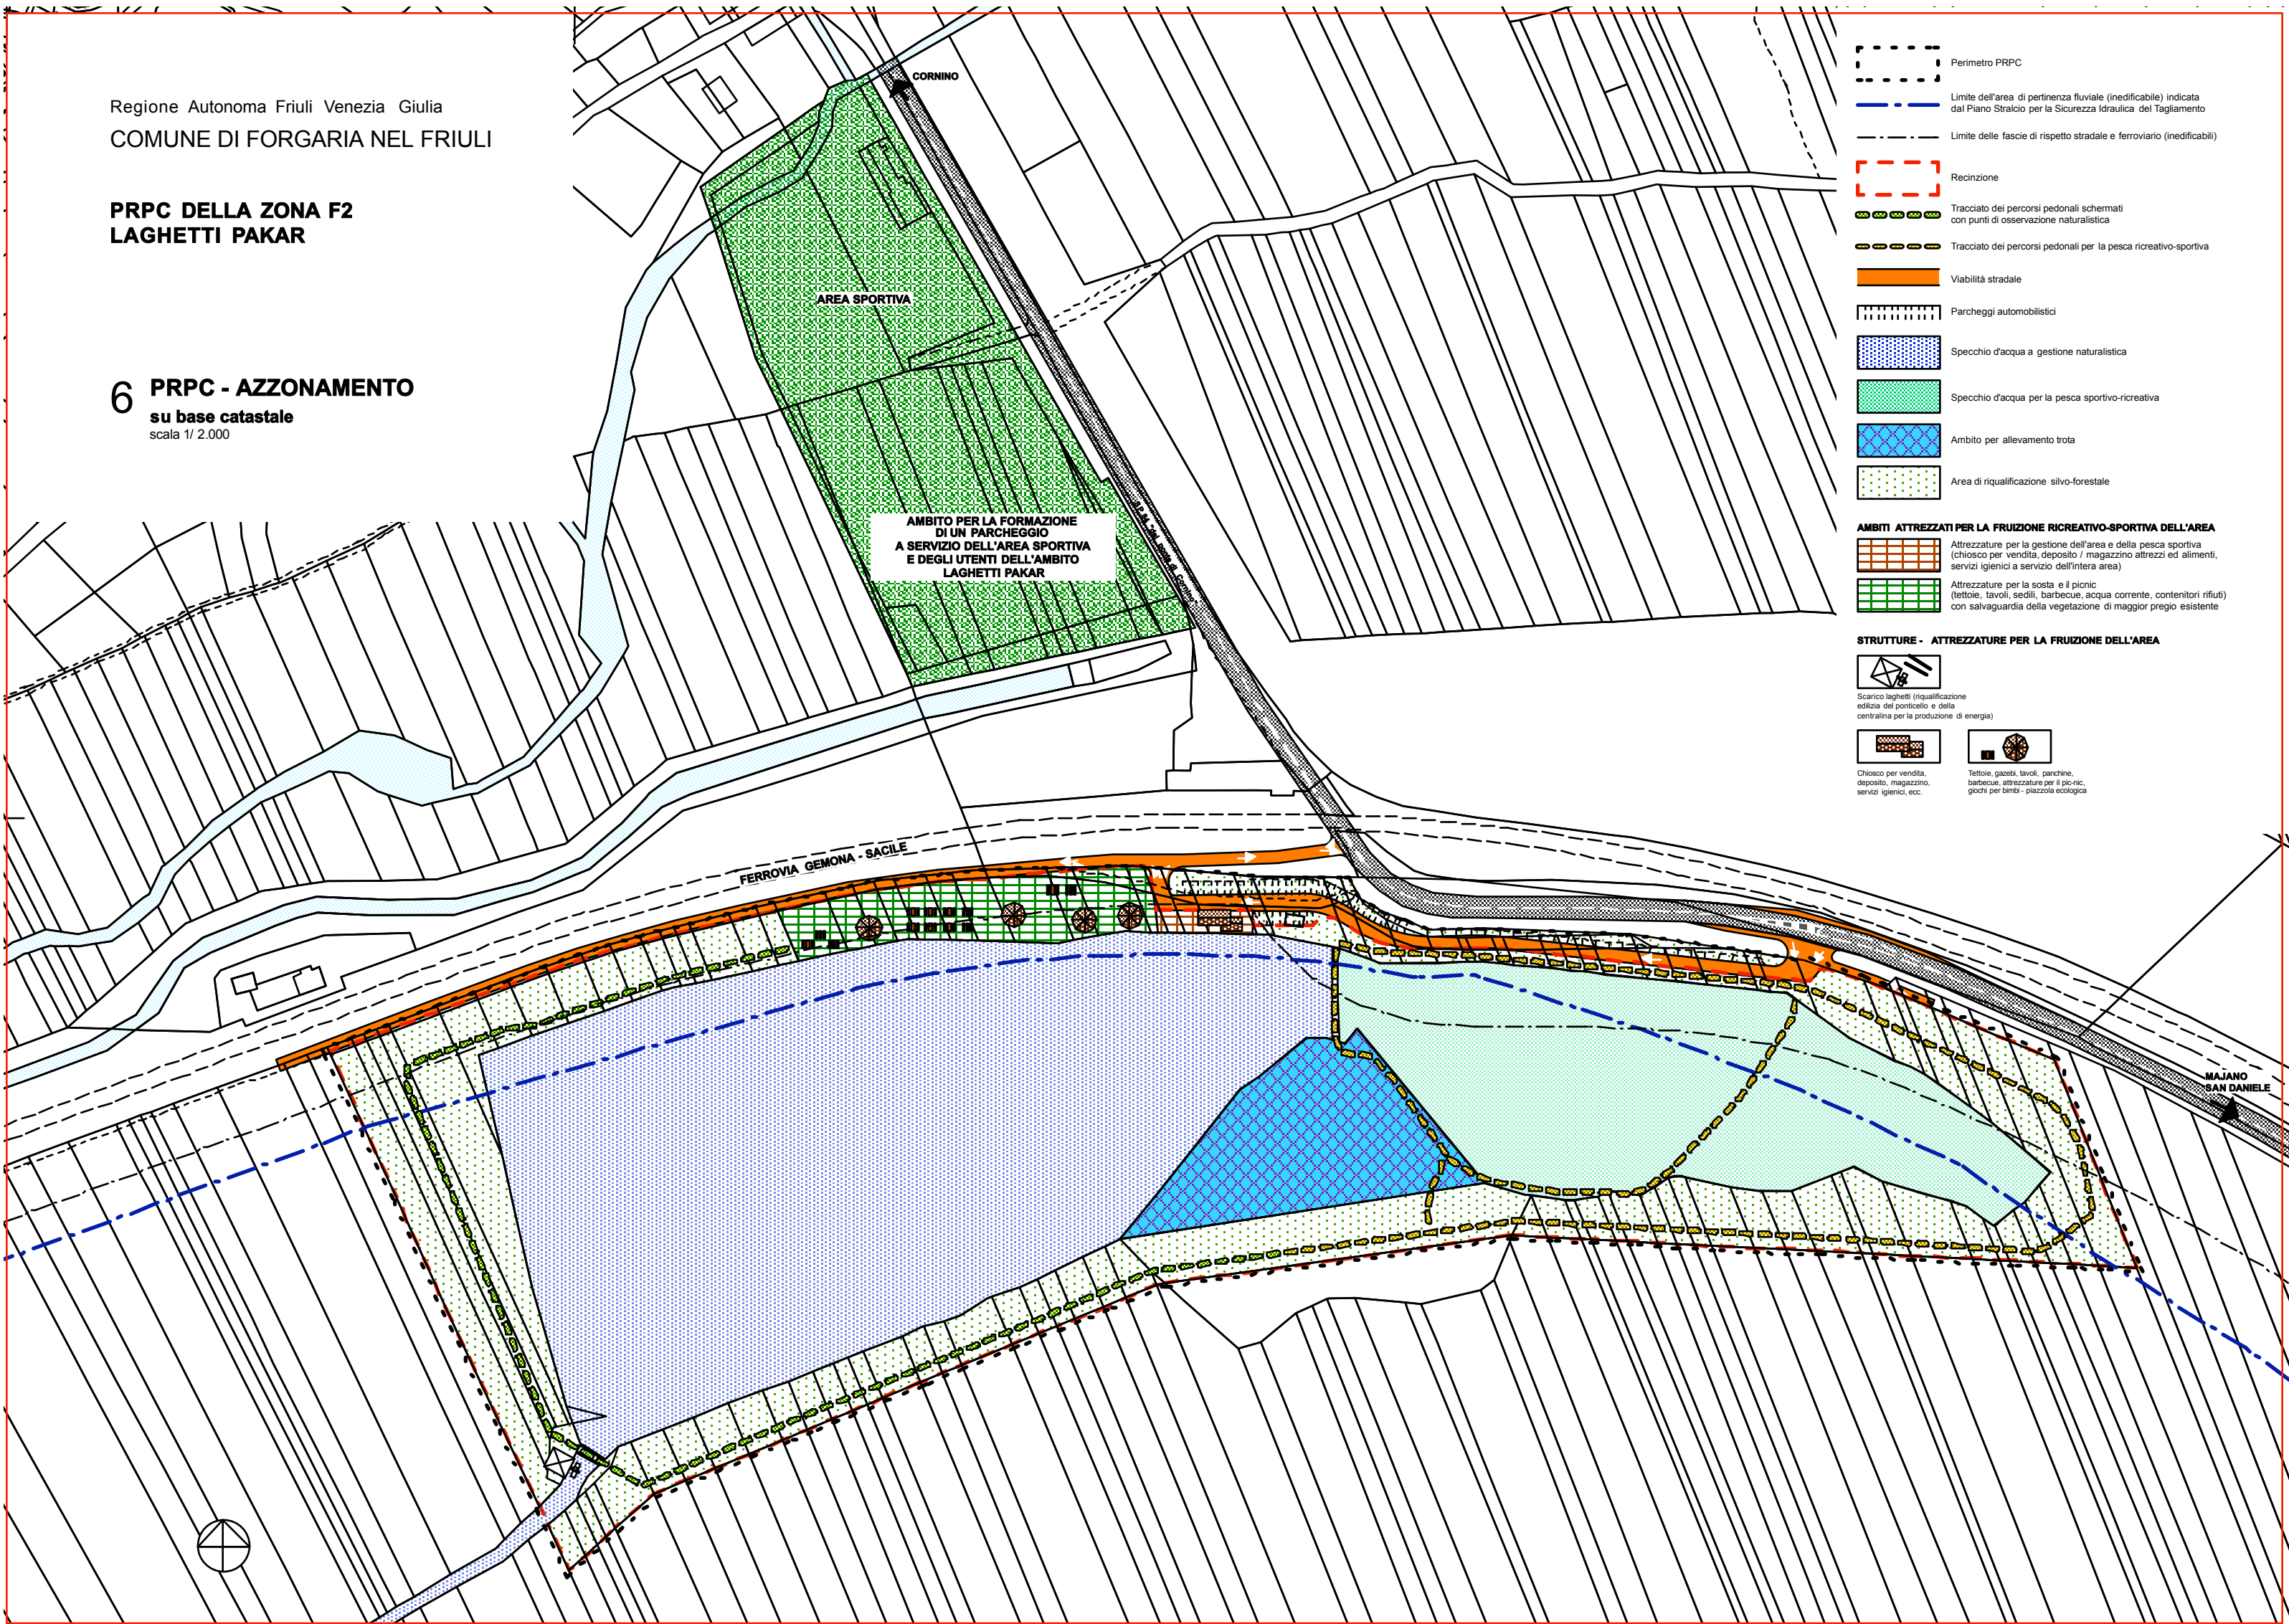 Regione Autonoma Friuli Venezia Giulia
COMUNE DI FORGARIA NEL FRIULI
PRPC DELLA ZONA F2
LAGHETTI PAKAR
6 PRPC - AZZONAMENTO
su base catastale
scala 1/ 2.000
CORNINO
AREA SPORTIVA
AMBITO PER LA FORMAZIONE
DI UN PARCHEGGIO
A SERVIZIO DELL'AREA SPORTIVA
E DEGLI UTENTI DELL'AMBITO
LAGHETTI PAKAR
FERROVIA GEMONA - SACILE
MAJANO
SAN DANIELE
Perimetro PRPC
Limite dell'area di pertinenza fluviale (inedificabile) indicata
dal Piano Stralcio per la Sicurezza Idraulica del Tagliamento
Limite delle fascie di rispetto stradale e ferroviario (inedificabili)
Recinzione
Tracciato dei percorsi pedonali schermati
con punti di osservazione naturalistica
Tracciato dei percorsi pedonali per la pesca ricreativo-sportiva
Viabilità stradale
Parcheggi automobilistici
Specchio d'acqua a gestione naturalistica
Specchio d'acqua per la pesca sportivo-ricreativa
Ambito per allevamento trota
Area di riqualificazione silvo-forestale
AMBITI ATTREZZATI PER LA FRUIZIONE RICREATIVO-SPORTIVA DELL'AREA
Attrezzature per la gestione dell'area e della pesca sportiva
(chiosco per vendita, deposito / magazzino attrezzi ed alimenti,
servizi igienici a servizio dell'intera area)
Attrezzature per la sosta e il picnic
(tettoie, tavoli, sedili, barbecue, acqua corrente, contenitori rifiuti)
con salvaguardia della vegetazione di maggior pregio esistente
STRUTTURE - ATTREZZATURE PER LA FRUIZIONE DELL'AREA
Scarico laghetti (riqualificazione
edilizia del ponticello e della
centralina per la produzione di energia)
Chiosco per vendita,
deposito, magazzino,
servizi igienici, ecc.
Tettoie, gazebi, tavoli, panchine,
barbecue, attrezzature per il pic-nic,
giochi per bimbi - piazzola ecologica